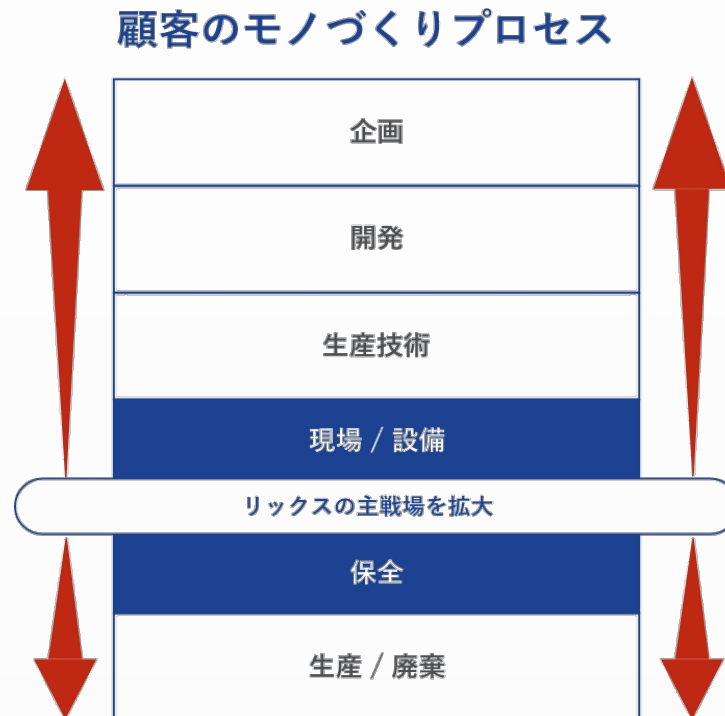 顧客のモノづくりプロセス
企画
開発
生産技術
現場 / 設備
リックスの主戦場を拡大
保全
生産 / 廃棄